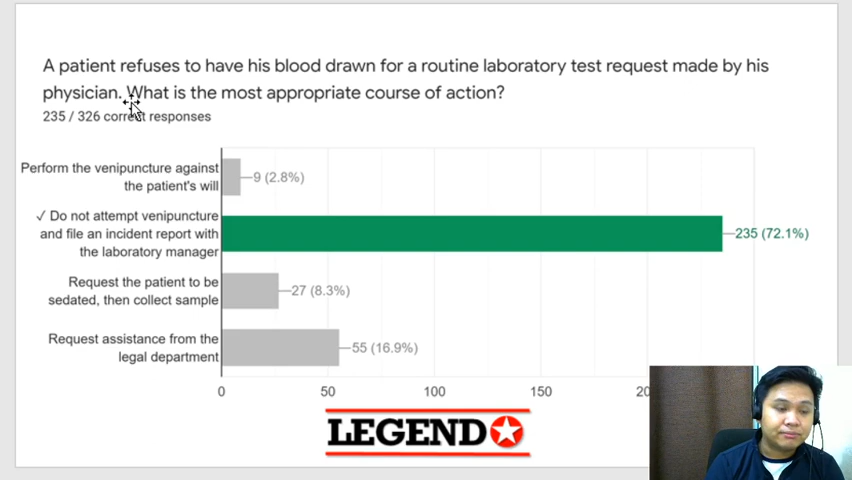 A patient refuses to have his blood drawn for a routine laboratory test request made by his
physician. What is the most appropriate course of action?
235 / 326 correct responses
Perform the venipuncture against
the patient's will
9 (2.8%)
✓ Do not attempt venipuncture
and file an incident report with
the laboratory manager
235 (72.1%)
Request the patient to be
sedated, then collect sample
27 (8.3%)
Request assistance from the
legal department
55 (16.9%)
0 50 100 150
LEGEND